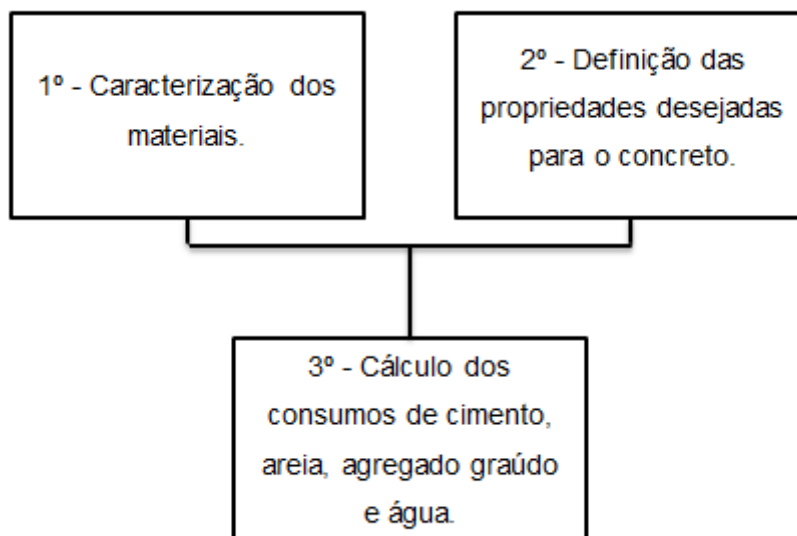 1º - Caracterização dos
materiais.
2º - Definição das
propriedades desejadas
para o concreto.
3º - Cálculo dos
consumos de cimento,
areia, agregado graúdo
e água.